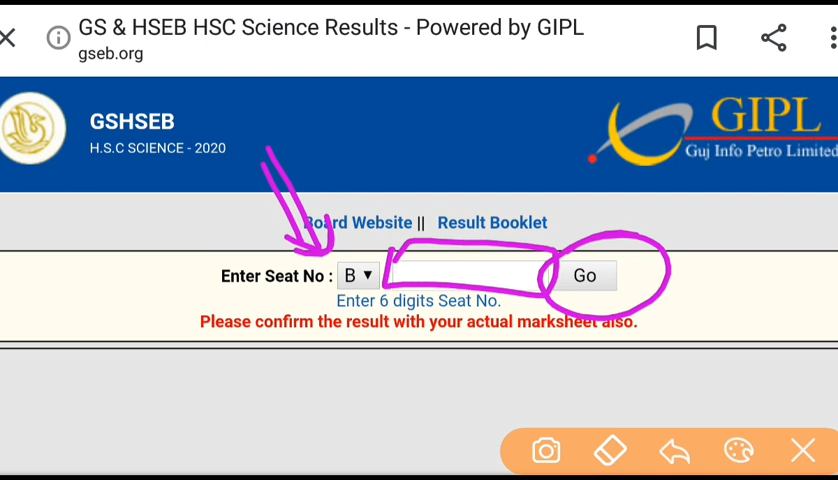 GS & HSEB HSC Science Results - Powered by GIPL
gseb.org
GSHSEB
H.S.C SCIENCE - 2020
GIPL
Guj Info Petro Limited
Board Website || Result Booklet
Enter Seat No : B Go
Enter 6 digits Seat No.
Please confirm the result with your actual marksheet also.